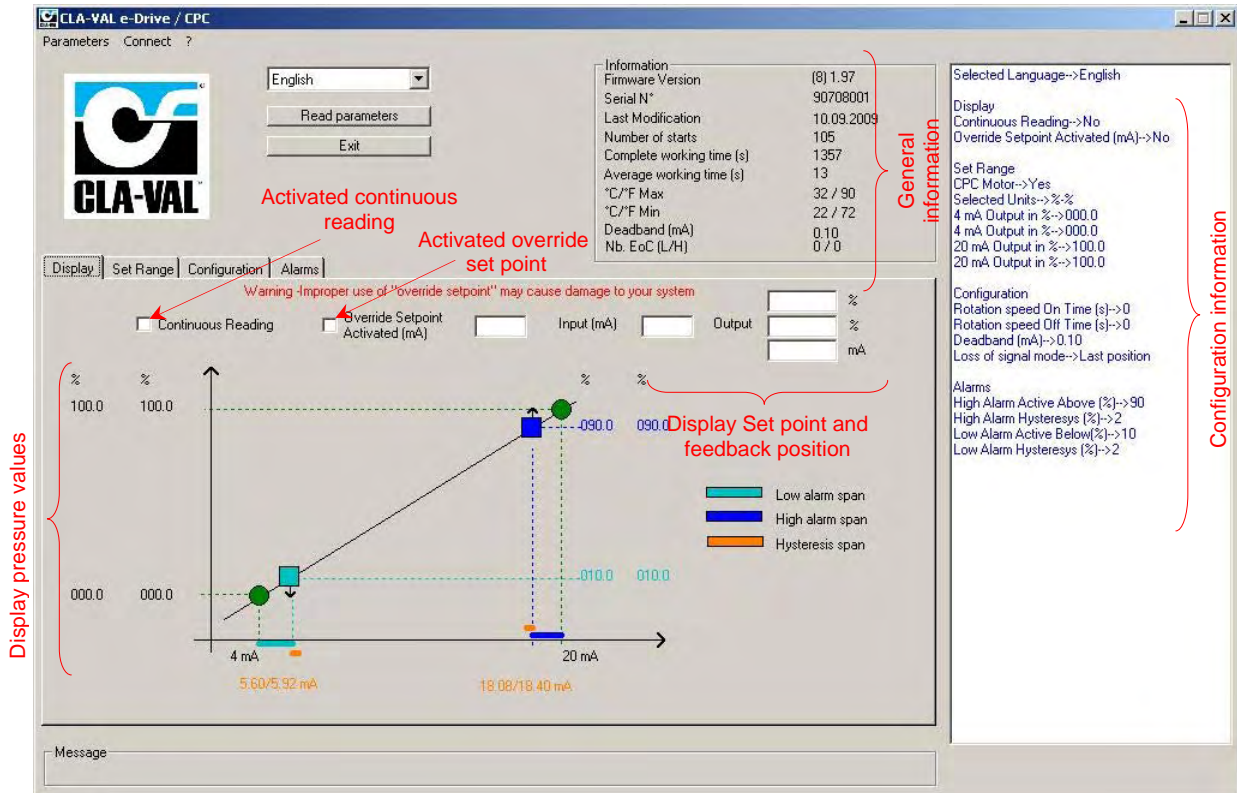 CLA-VAL e-Drive / CPC
Parameters Connect ?
CLA-VAL
English
Read parameters
Exit
Information
Firmware Version (8) 1.97
Serial N° 90708001
Last Modification 10.09.2009
Number of starts 105
Complete working time (s) 1357
Average working time (s) 13
°C/°F Max 32 / 90
°C/°F Min 22 / 72
Deadband (mA) 0.10
Nb. EoC (L/H) 0 / 0
General
information
Activated continuous
reading
Activated override
set point
Display Set Range Configuration Alarms
Warning -Improper use of "override setpoint" may cause damage to your system
Continuous Reading
Override Setpoint
Activated (mA)
Input (mA)
Output
%
%
mA
% %
100.0 100.0
000.0 000.0
% %
090.0 090.0
010.0 010.0
Display Set point and
feedback position
Low alarm span
High alarm span
Hysteresis span
4 mA
20 mA
5.60/5.92 mA
18.08/18.40 mA
Display pressure values
Message
Selected Language-->English
Display
Continuous Reading-->No
Override Setpoint Activated (mA)-->No
Set Range
CPC Motor-->Yes
Selected Units-->%-%
4 mA Output in %-->000.0
4 mA Output in %-->000.0
20 mA Output in %-->100.0
20 mA Output in %-->100.0
Configuration
Rotation speed On Time (s)-->0
Rotation speed Off Time (s)-->0
Deadband (mA)-->0.10
Loss of signal mode-->Last position
Alarms
High Alarm Active Above (%)-->90
High Alarm Hysteresys (%)-->2
Low Alarm Active Below(%)-->10
Low Alarm Hysteresys (%)-->2
Configuration information